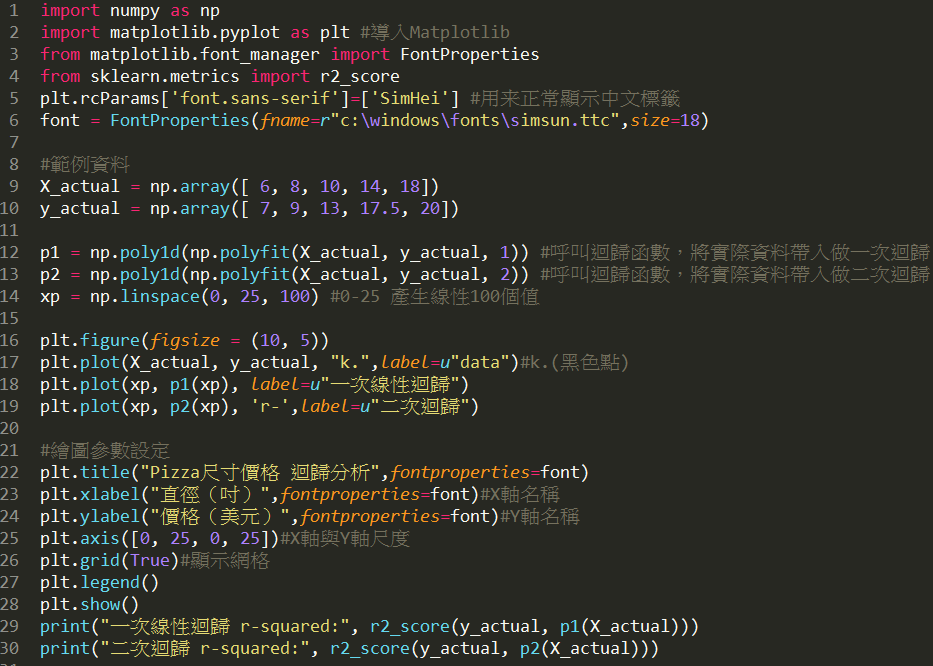 1 import numpy as np
2 import matplotlib.pyplot as plt #導入Matplotlib
3 from matplotlib.font_manager import FontProperties
4 from sklearn.metrics import r2_score
5 plt.rcParams['font.sans-serif']=['SimHei'] #用来正常顯示中文標籤
6 font = FontProperties(fname=r"c:\windows\fonts\simsun.ttc",size=18)
7
8 #範例資料
9 X_actual = np.array([ 6, 8, 10, 14, 18])
10 y_actual = np.array([ 7, 9, 13, 17.5, 20])
11
12 p1 = np.poly1d(np.polyfit(X_actual, y_actual, 1)) #呼叫迴歸函數，將實際資料帶入做一次迴歸
13 p2 = np.poly1d(np.polyfit(X_actual, y_actual, 2)) #呼叫迴歸函數，將實際資料帶入做二次迴歸
14 xp = np.linspace(0, 25, 100) #0-25 產生線性100個值
15
16 plt.figure(figsize = (10, 5))
17 plt.plot(X_actual, y_actual, "k.",label=u"data")#k.(黑色點)
18 plt.plot(xp, p1(xp), label=u"一次線性迴歸")
19 plt.plot(xp, p2(xp), 'r-',label=u"二次迴歸")
20
21 #繪圖參數設定
22 plt.title("Pizza尺寸價格 迴歸分析",fontproperties=font)
23 plt.xlabel("直徑（吋）",fontproperties=font)#X軸名稱
24 plt.ylabel("價格（美元）",fontproperties=font)#Y軸名稱
25 plt.axis([0, 25, 0, 25])#X軸與Y軸尺度
26 plt.grid(True)#顯示網格
27 plt.legend()
28 plt.show()
29 print("一次線性迴歸 r-squared:", r2_score(y_actual, p1(X_actual)))
30 print("二次迴歸 r-squared:", r2_score(y_actual, p2(X_actual)))